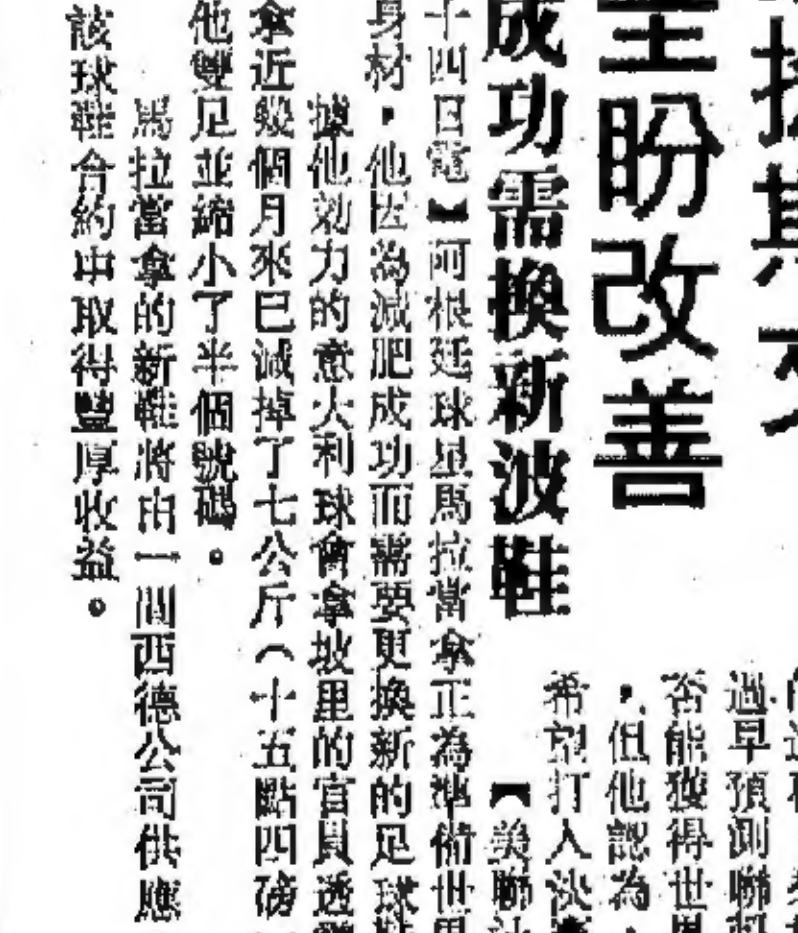 望盼改善
成功需換新波鞋
十四日電】阿根廷球星馬拉當拿正為準備世界
身材，他因為減肥成功而需要更換新的足球鞋
據他効力的意大利球會拿坡里的官員透露
拿近幾個月來已減掉了七公斤（十五點四磅
他雙足並縮小了半個號碼。
馬拉當拿的新鞋將由一間西德公司供應
該球鞋合約中取得豐厚收益。
過早預測聯
否能獲得世界
，但他認為，
希望打入決賽
【美聯社